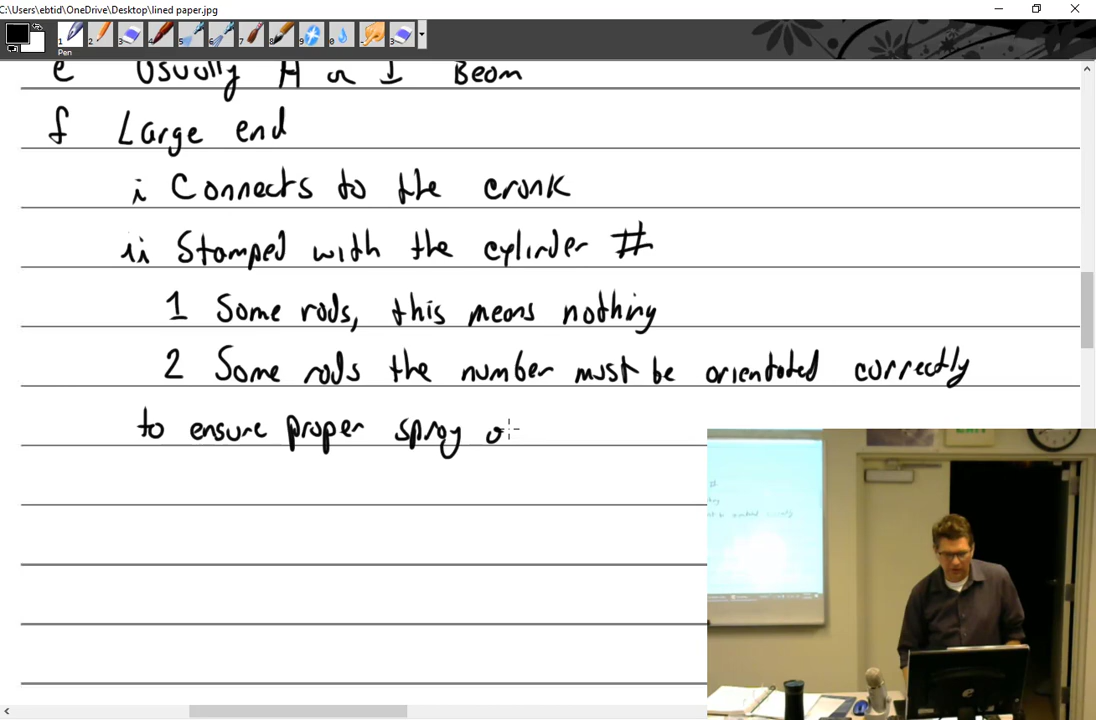 C:\Users\ebtid\OneDrive\Desktop\lined paper.jpg
Pen
e Usually H or I Beam
f Large end
i Connects to the crank
ii Stamped with the cylinder #
1 Some rods, this means nothing
2 Some rods the number must be orientated correctly
to ensure proper spray o